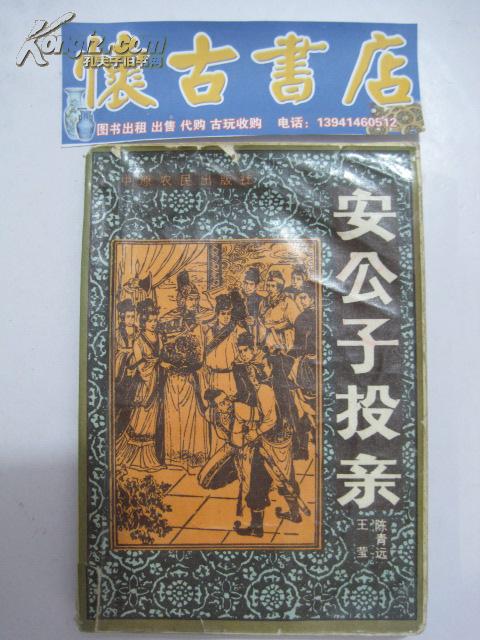 Kongfz.com
孔夫子旧书网
懷古書店
图书出租 出售 代购 古玩收购 电话：13941460512
中原农民出版社
安公子投亲
陈青远
王莹